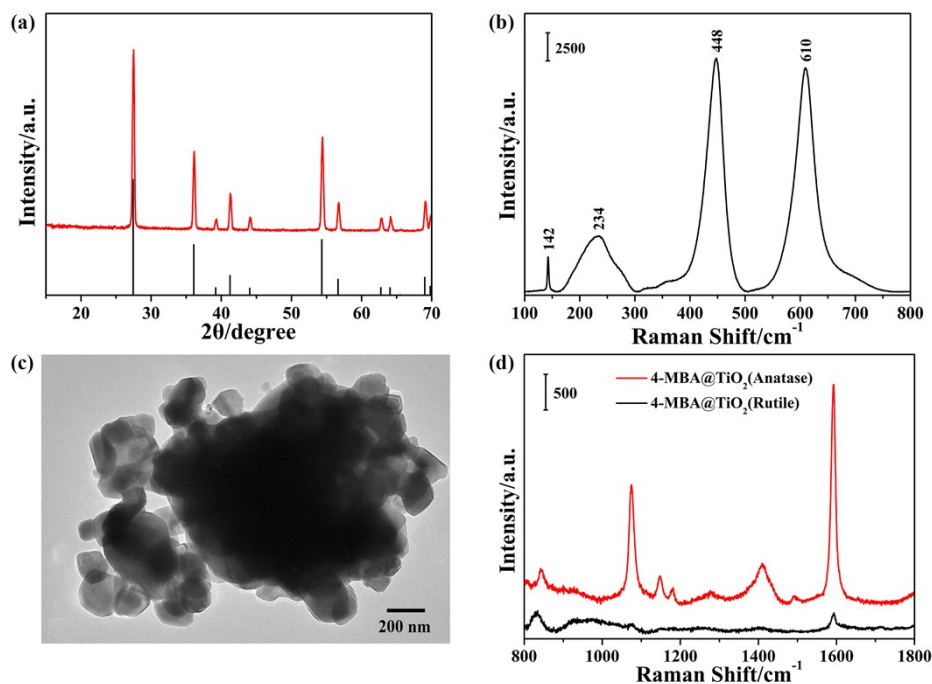 (a)
Intensity/a.u.
20 30 40 50 60 70
2θ/degree
(b)
2500
142
234
448
610
Intensity/a.u.
100 200 300 400 500 600 700 800
Raman Shift/cm⁻¹
(c)
200 nm
(d)
500
4-MBA@TiO₂(Anatase)
4-MBA@TiO₂(Rutile)
Intensity/a.u.
800 1000 1200 1400 1600 1800
Raman Shift/cm⁻¹